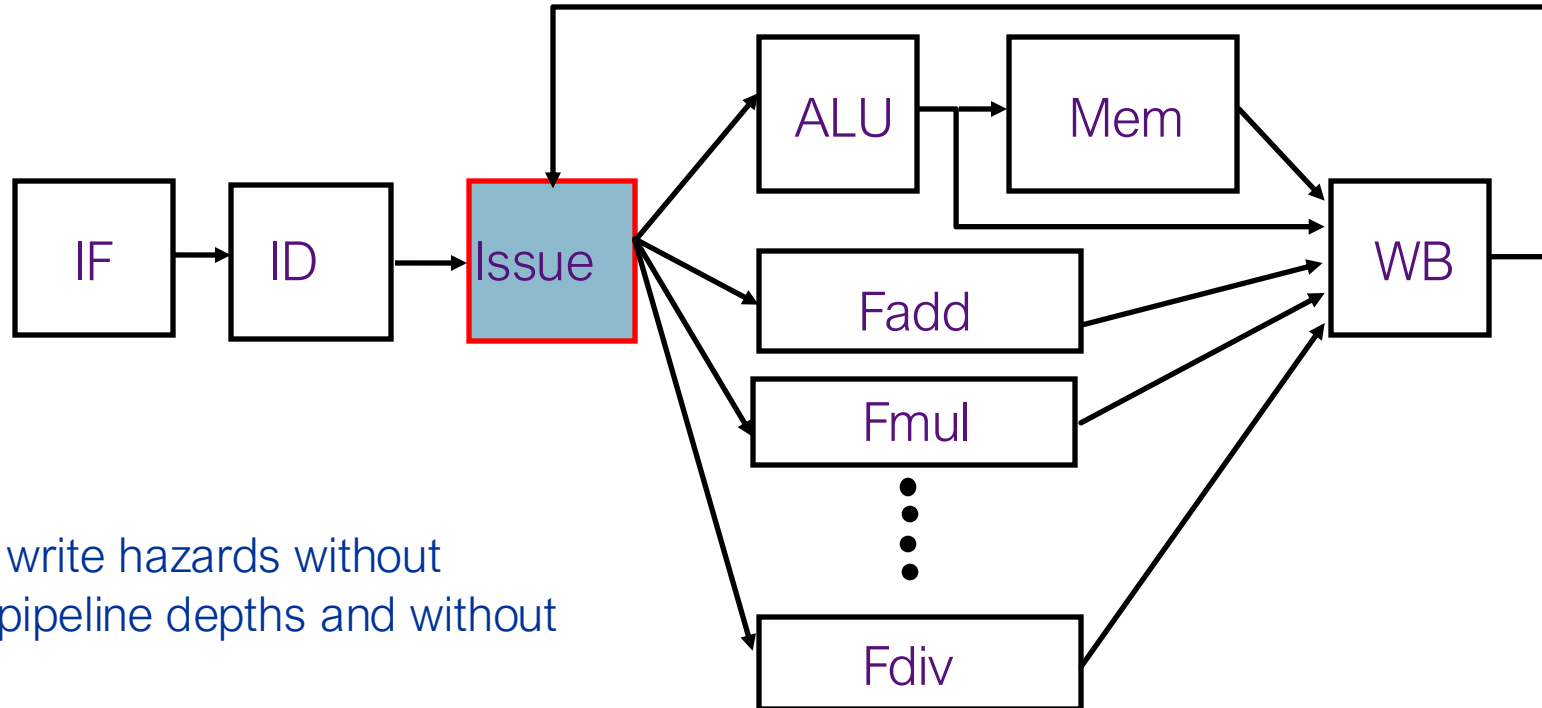 ALU
Mem
IF
ID
Issue
WB
Fadd
Fmul
write hazards without
pipeline depths and without
Fdiv